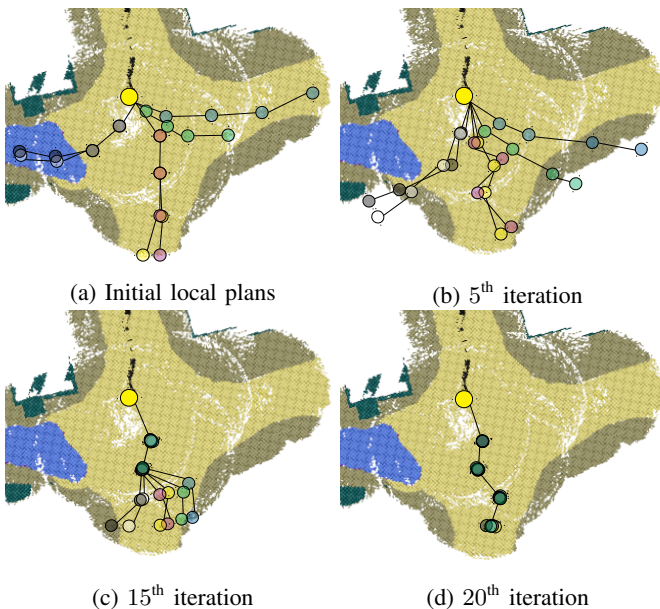 (a) Initial local plans
(b) 5th iteration
(c) 15th iteration
(d) 20th iteration